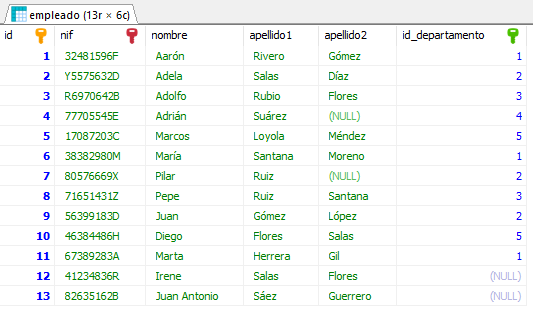 empleado (13r × 6c)
id nif nombre apellido1 apellido2 id_departamento
1 32481596F Aarón Rivero Gómez 1
2 Y5575632D Adela Salas Díaz 2
3 R6970642B Adolfo Rubio Flores 3
4 77705545E Adrián Suárez (NULL) 4
5 17087203C Marcos Loyola Méndez 5
6 38382980M María Santana Moreno 1
7 80576669X Pilar Ruiz (NULL) 2
8 71651431Z Pepe Ruiz Santana 3
9 56399183D Juan Gómez López 2
10 46384486H Diego Flores Salas 5
11 67389283A Marta Herrera Gil 1
12 41234836R Irene Salas Flores (NULL)
13 82635162B Juan Antonio Sáez Guerrero (NULL)